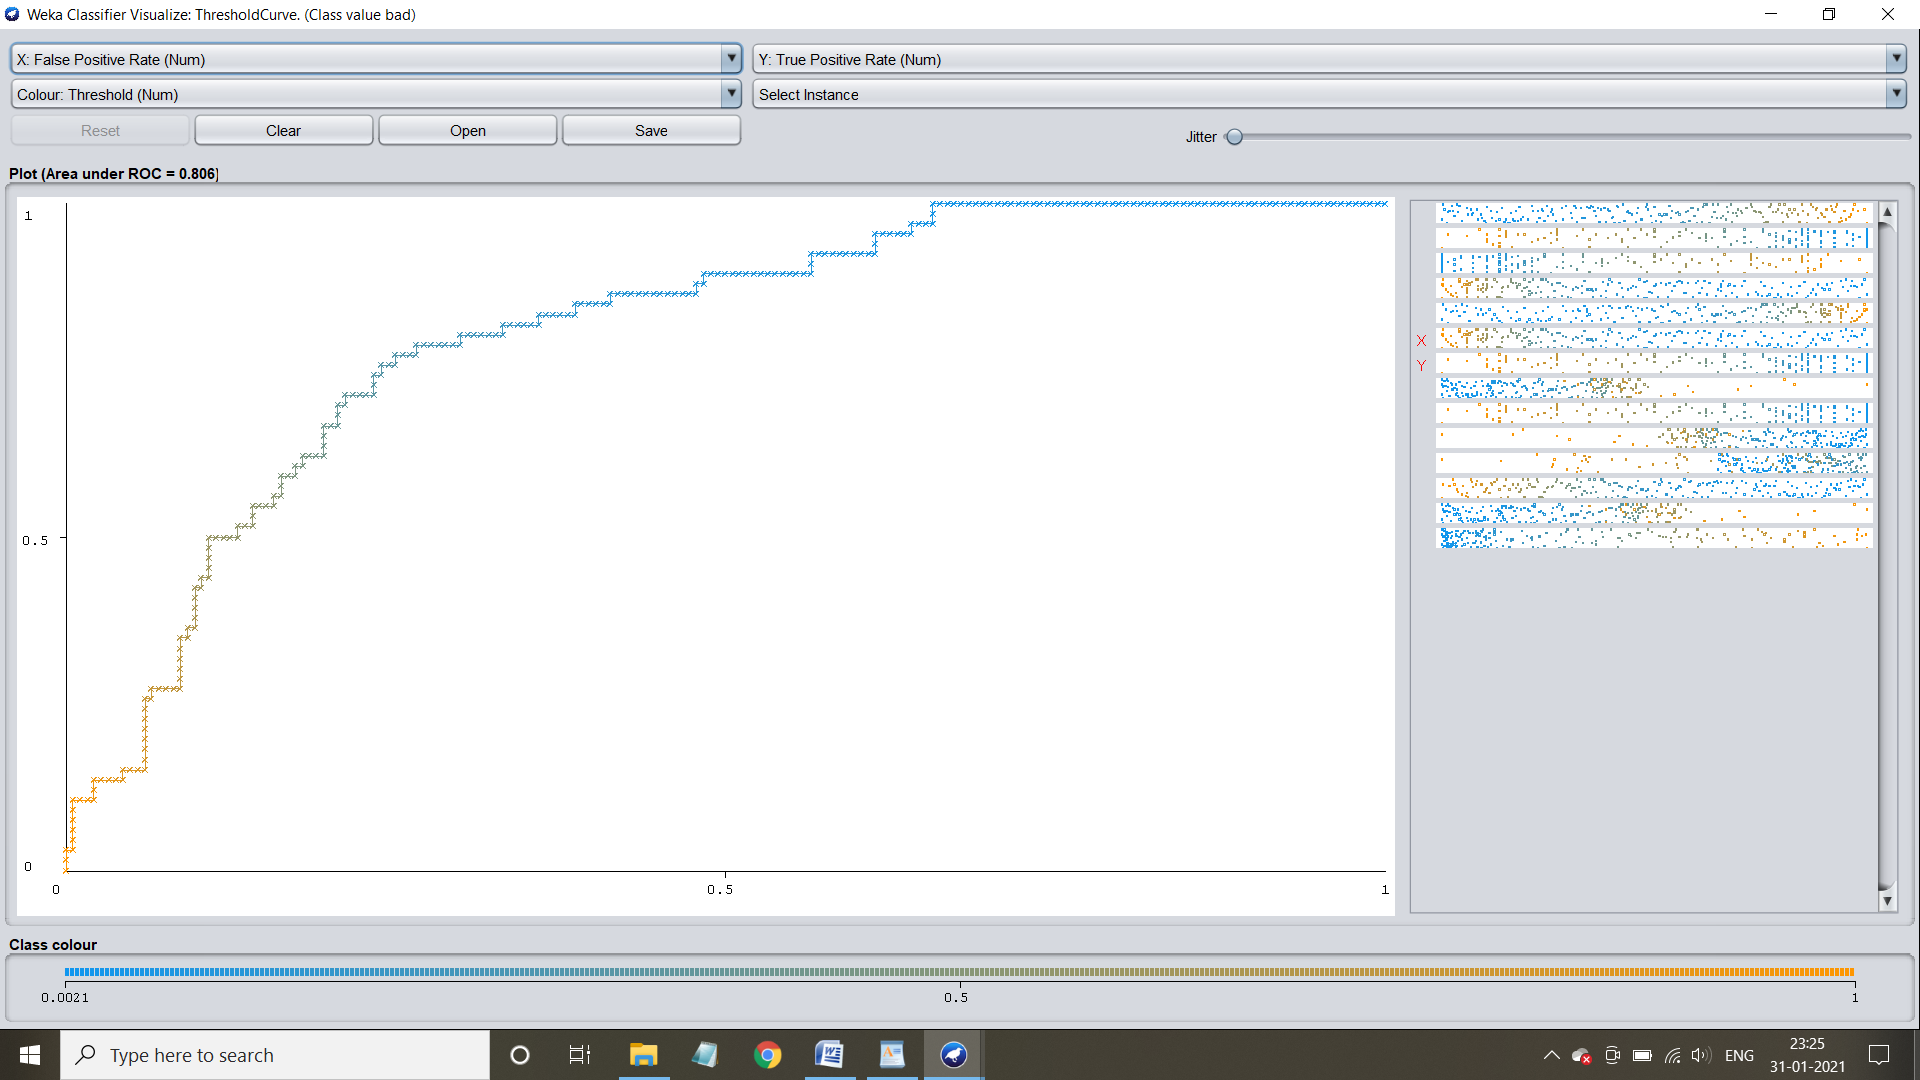 Weka Classifier Visualize: ThresholdCurve. (Class value bad)
X: False Positive Rate (Num)
Y: True Positive Rate (Num)
Colour: Threshold (Num)
Select Instance
Reset
Clear
Open
Save
Jitter
Plot (Area under ROC = 0.806)
1
0.5
0
0
0.5
1
X
Y
Class colour
0.0021
0.5
1
Type here to search
ENG
23:25
31-01-2021